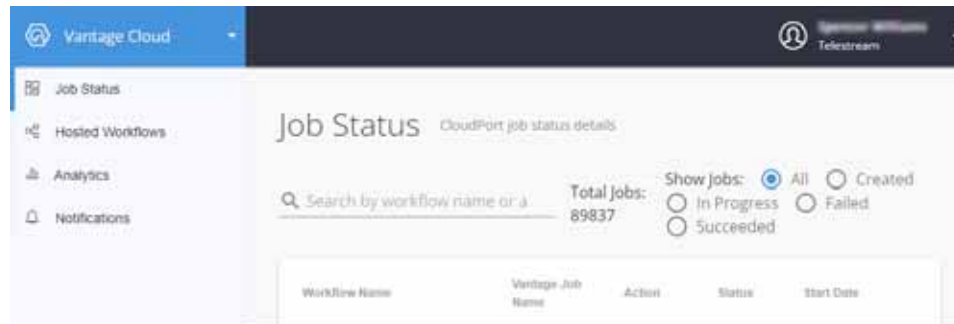 Vantage Cloud
Telestream
Job Status
Hosted Workflows
Analytics
Notifications
Job Status CloudPort job status details
Search by workflow name or a
Total Jobs:
89837
Show Jobs: All Created
In Progress Failed
Succeeded
Workflow Name Vantage Job Name Action Status Start Date